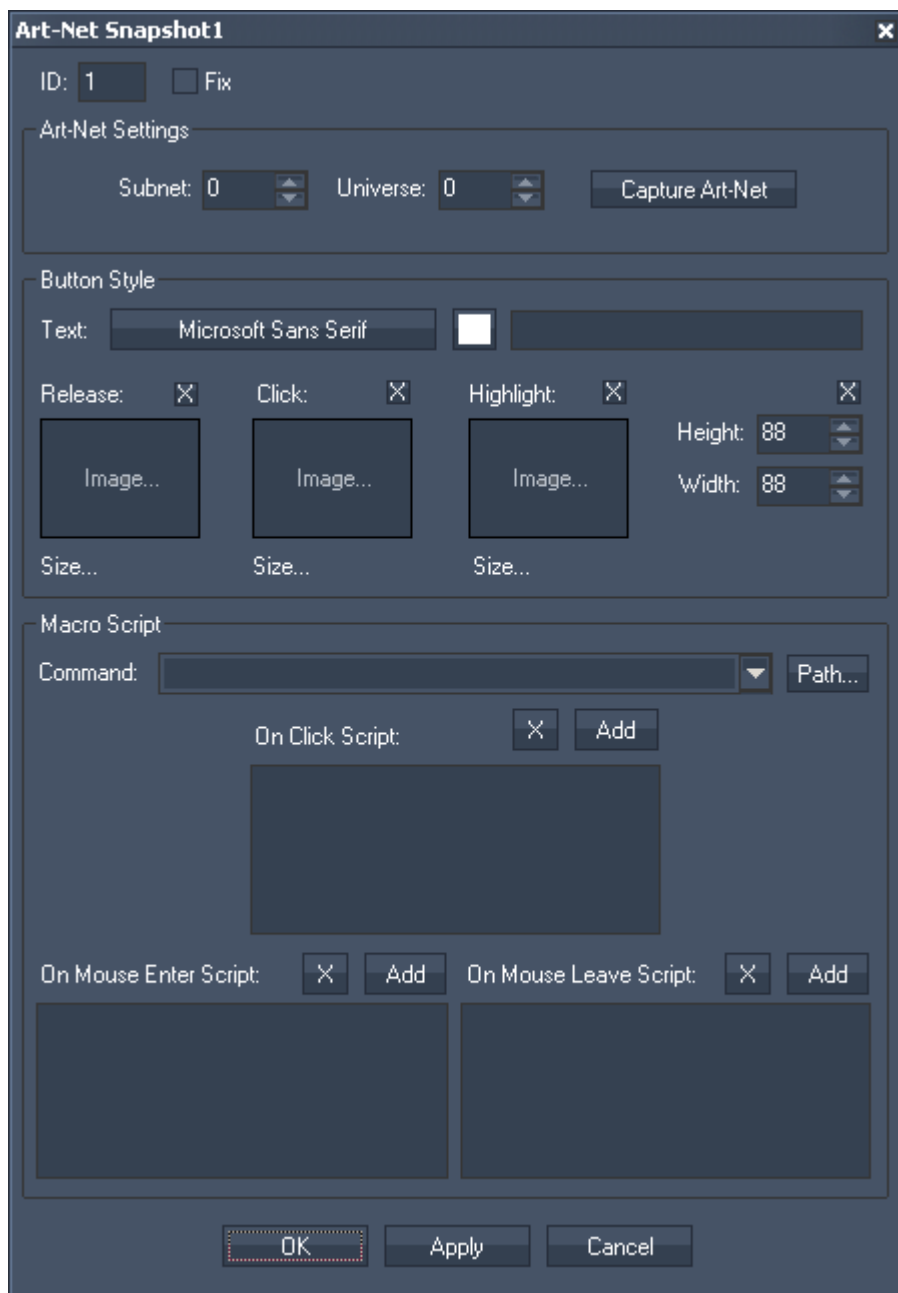 Art-Net Snapshot1
ID: 1 Fix
Art-Net Settings
Subnet: 0 Universe: 0 Capture Art-Net
Button Style
Text: Microsoft Sans Serif
Release: X Click: X Highlight: X X
Height: 88
Image... Image... Image...
Width: 88
Size... Size... Size...
Macro Script
Command: Path...
On Click Script: X Add
On Mouse Enter Script: X Add On Mouse Leave Script: X Add
OK Apply Cancel